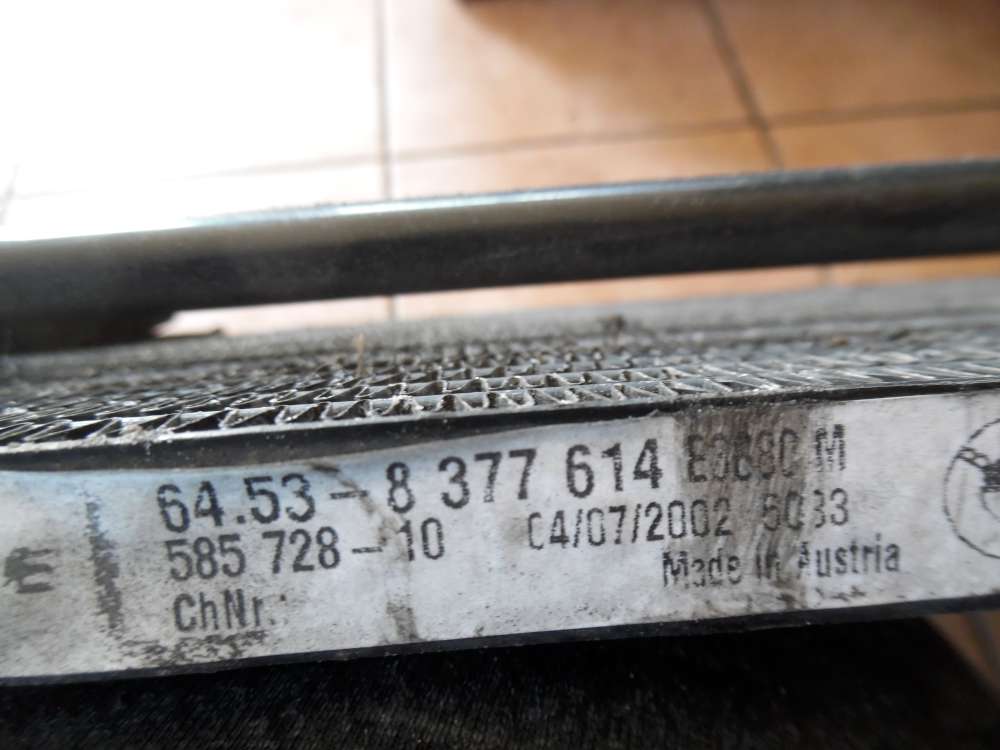 64.53-8 377 614 M
585 728-10 04/07/2002
Made in Austria
ChNr.:
E